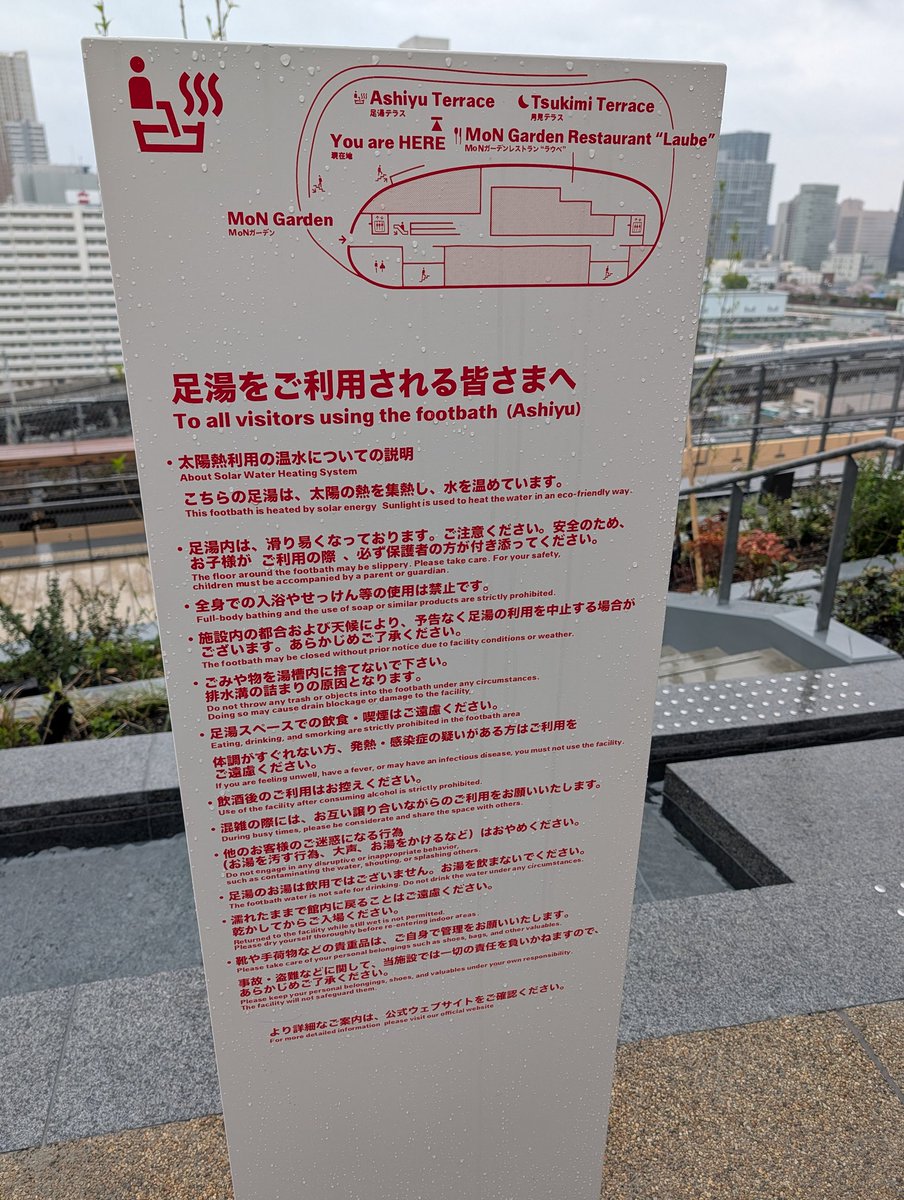 Ashiyu Terrace
足湯テラス
Tsukimi Terrace
月見テラス
You are HERE
現在地
MoN Garden Restaurant “Laube”
MoNガーデンレストラン “ラウベ”
MoN Garden
MoNガーデン
足湯をご利用される皆さまへ
To all visitors using the footbath (Ashiyu)
・太陽熱利用の温水についての説明
About Solar Water Heating System
こちらの足湯は、太陽の熱を集熱し、水を温めています。
This footbath is heated by solar energy Sunlight is used to heat the water in an eco-friendly way.
・足湯内は、滑り易くなっております。ご注意ください。安全のため、
お子様が ご利用の際 、必ず保護者の方が付き添ってください。
The floor around the footbath may be slippery. Please take care. For your safety,
children must be accompanied by a parent or guardian.
・全身での入浴やせっけん等の使用は禁止です。
Full-body bathing and the use of soap or similar products are strictly prohibited.
・施設内の都合および天候により、予告なく足湯の利用を中止する場合が
ございます。あらかじめご了承ください。
The footbath may be closed without prior notice due to facility conditions or weather.
・ごみや物を湯槽内に捨てないで下さい。
排水溝の詰まりの原因となります。
Do not throw any trash or objects into the footbath under any circumstances.
Doing so may cause drain blockage or damage to the facility.
・足湯スペースでの飲食・喫煙はご遠慮ください。
Eating, drinking, and smorking are strictly prohibited in the footbath area
体調がすぐれない方、発熱・感染症の疑いがある方はご利用を
ご遠慮ください。
If you are feeling unwell, have a fever, or may have an infectious disease, you must not use the facility.
・飲酒後のご利用はお控えください。
Use of the facility after consuming alcohol is strictly prohibited.
・混雑の際には、お互い譲り合いながらのご利用をお願いいたします。
During busy times, please be considerate and share the space with others.
・他のお客様のご迷惑になる行為
（お湯を汚す行為、大声、お湯をかけるなど）はおやめください。
Do not engage in any disruptive or inappropriate behavior,
such as contaminating the water, shouting, or splashing others.
・足湯のお湯は飲用ではございません。お湯を飲まないでください。
The footbath water is not safe for drinking. Do not drink the water under any circumstances.
・濡れたままで館内に戻ることはご遠慮ください。
乾かしてからご入場ください。
Returned to the facility while still wet is not permitted.
Please dry yourself thoroughly before re-entering indoor areas
・靴や手荷物などの貴重品は、ご自身で管理をお願いいたします。
Please take care of your personal belongings such as shoes, bags, and other valuables.
事故・盗難などに関して、当施設では一切の責任を負いかねますので、
あらかじめご了承ください。
Please keep your personal belongings, shoes, and valuables under your own responsibility.
The facility will not safeguard them.
より詳細なご案内は、公式ウェブサイトをご確認ください。
For more detailed information please visit our official website